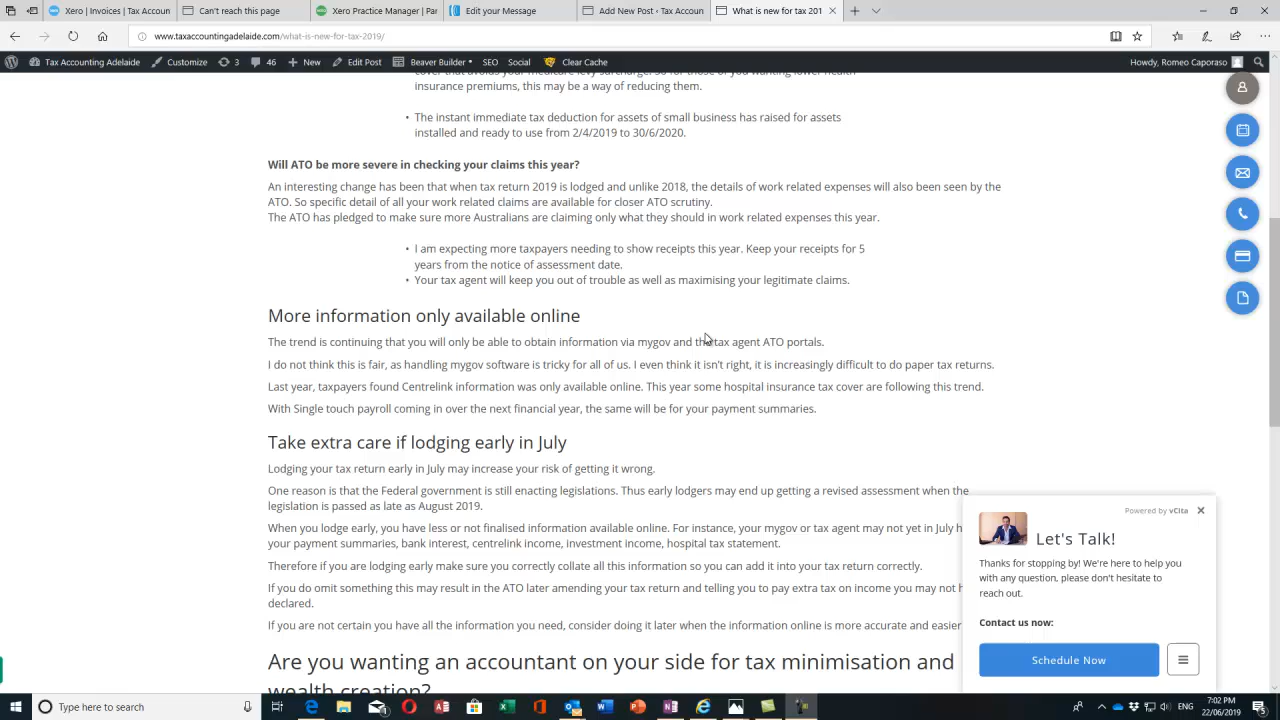 Xero | Invoices | Tax Accoun
Can't reach this page
Xero Practice Manager | Par
Edit your Message
Add New Post ‹ Tax Accoun
What is new for tax 201
www.taxaccountingadelaide.com/what-is-new-for-tax-2019/
Tax Accounting Adelaide Customize 3 46 New Edit Post Beaver Builder SEO Social Clear Cache Howdy, Romeo Caporaso
cover that avoids your medicare levy surcharge. So for those of you wanting lower health
insurance premiums, this may be a way of reducing them.
• The instant immediate tax deduction for assets of small business has raised for assets
installed and ready to use from 2/4/2019 to 30/6/2020.
Will ATO be more severe in checking your claims this year?
An interesting change has been that when tax return 2019 is lodged and unlike 2018, the details of work related expenses will also been seen by the
ATO. So specific detail of all your work related claims are available for closer ATO scrutiny.
The ATO has pledged to make sure more Australians are claiming only what they should in work related expenses this year.
• I am expecting more taxpayers needing to show receipts this year. Keep your receipts for 5
years from the notice of assessment date.
• Your tax agent will keep you out of trouble as well as maximising your legitimate claims.
More information only available online
The trend is continuing that you will only be able to obtain information via mygov and the tax agent ATO portals.
I do not think this is fair, as handling mygov software is tricky for all of us. I even think it isn't right, it is increasingly difficult to do paper tax returns.
Last year, taxpayers found Centrelink information was only available online. This year some hospital insurance tax cover are following this trend.
With Single touch payroll coming in over the next financial year, the same will be for your payment summaries.
Take extra care if lodging early in July
Lodging your tax return early in July may increase your risk of getting it wrong.
One reason is that the Federal government is still enacting legislations. Thus early lodgers may end up getting a revised assessment when the
legislation is passed as late as August 2019.
When you lodge early, you have less or not finalised information available online. For instance, your mygov or tax agent may not yet in July h
your payment summaries, bank interest, centrelink income, investment income, hospital tax statement.
Therefore if you are lodging early make sure you correctly collate all this information so you can add it into your tax return correctly.
If you do omit something this may result in the ATO later amending your tax return and telling you to pay extra tax on income you may not h
declared.
If you are not certain you have all the information you need, consider doing it later when the information online is more accurate and easier
Are you wanting an accountant on your side for tax minimisation and
wealth creation?
Powered by vCita
Let's Talk!
Thanks for stopping by! We're here to help you
with any question, please don't hesitate to
reach out.
Contact us now:
Schedule Now
Type here to search
7:02 PM
22/06/2019